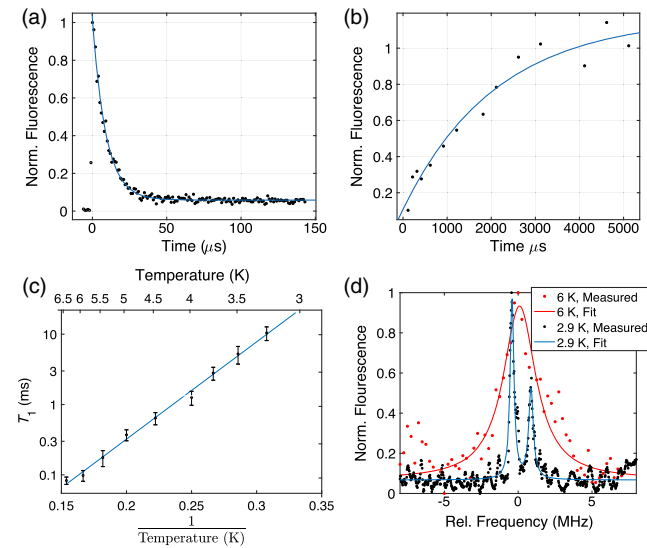 (a)
Norm. Fluorescence
1
0.8
0.6
0.4
0.2
0
0 50 100 150
Time (μs)
(b)
Norm. Fluorescence
1
0.8
0.6
0.4
0.2
0 1000 2000 3000 4000 5000
Time μs
(c)
Temperature (K)
6.5 6 5.5 5 4.5 4 3.5 3
T1 (ms)
10
3
1
0.3
0.1
0.15 0.2 0.25 0.3 0.35
1
Temperature (K)
(d)
Norm. Flourescence
1
0.8
0.6
0.4
0.2
0
-5 0 5
Rel. Frequency (MHz)
6 K, Measured
6 K, Fit
2.9 K, Measured
2.9 K, Fit